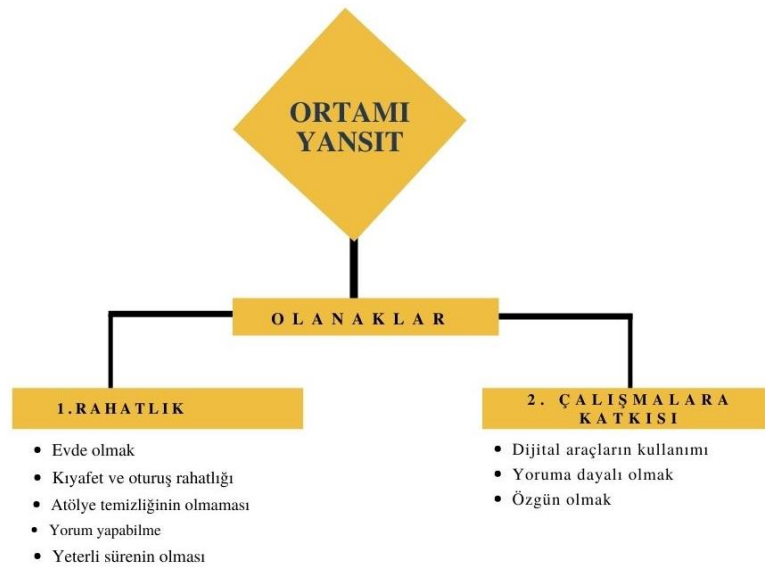 ORTAMI
YANSIT
OLANAKLAR
1.RAHATLIK
• Evde olmak
• Kıyafet ve oturuş rahatlığı
• Atölye temizliğinin olmaması
• Yorum yapabilme
• Yeterli sürenin olması
2. ÇALIŞMALARA
KATKISI
• Dijital araçların kullanımı
• Yoruma dayalı olmak
• Özgün olmak